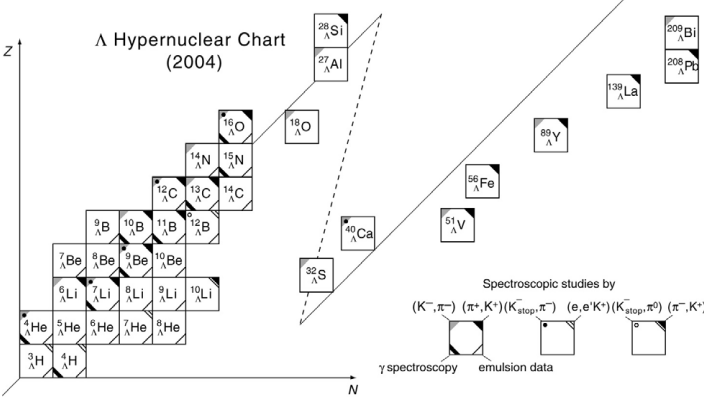 Λ Hypernuclear Chart
(2004)
Z
28ΛSi
27ΛAl
209ΛBi
208ΛPb
139ΛLa
16ΛO
18ΛO
89ΛY
14ΛN
15ΛN
12ΛC
13ΛC
14ΛC
56ΛFe
9ΛB
10ΛB
11ΛB
12ΛB
40ΛCa
51ΛV
7ΛBe
8ΛBe
9ΛBe
10ΛBe
32ΛS
6ΛLi
7ΛLi
8ΛLi
9ΛLi
10ΛLi
4ΛHe
5ΛHe
6ΛHe
7ΛHe
8ΛHe
3ΛH
4ΛH
N
Spectroscopic studies by
(K⁻,π⁻) (π⁺,K⁺) (K⁻stop,π⁻) (e,e'K⁺) (K⁻stop,π⁰) (π⁻,K⁺)
γ spectroscopy emulsion data